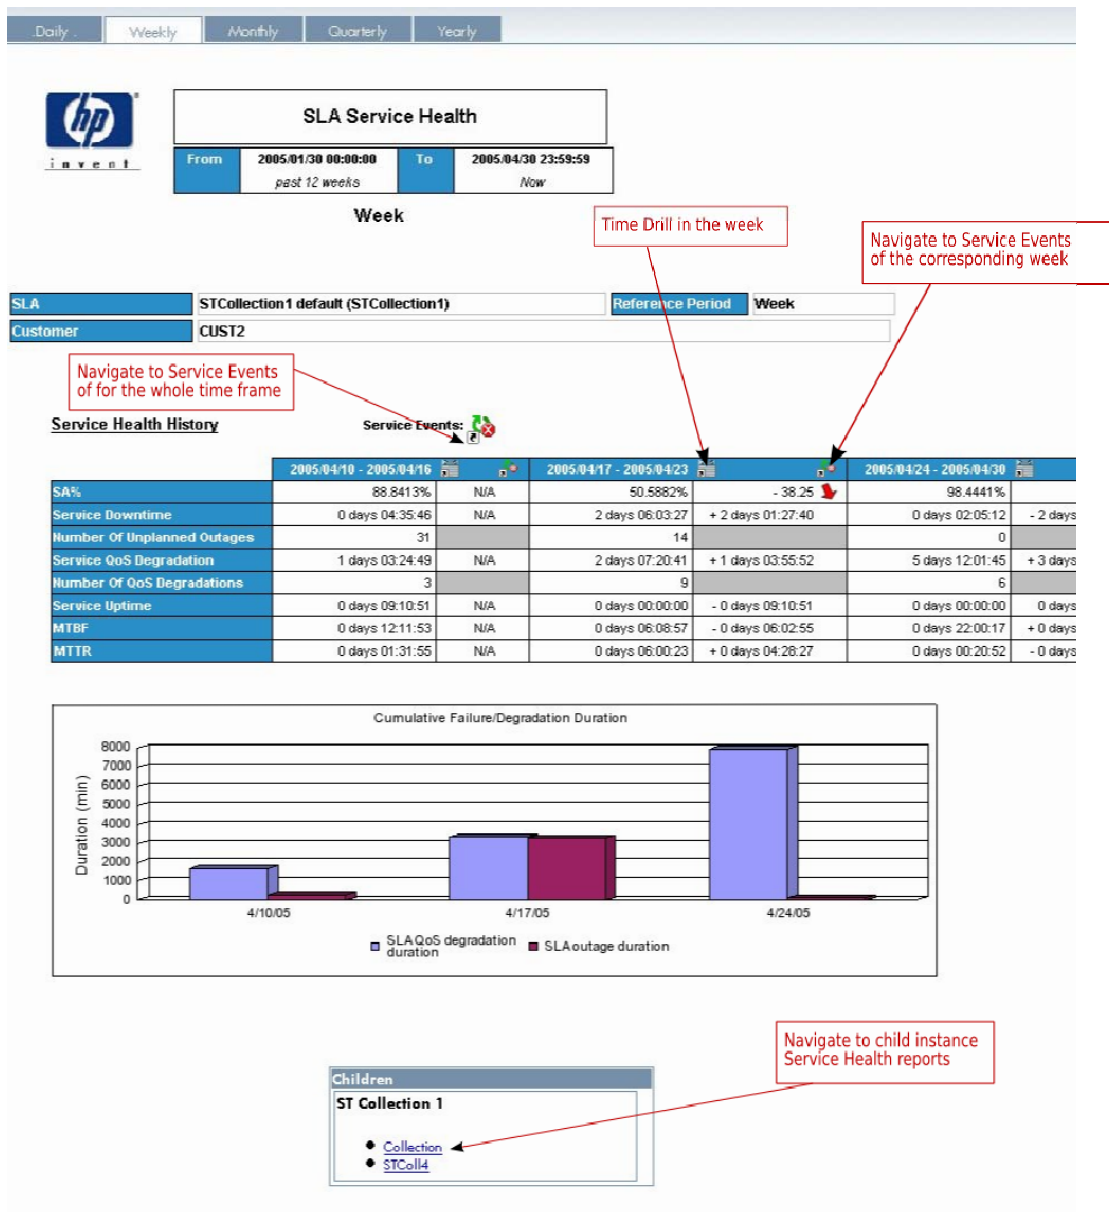 .Daily . Weekly Monthly Quarterly Yearly
hp
invent
SLA Service Health
From 2005/01/30 00:00:00 To 2005/04/30 23:59:59
past 12 weeks Now
Week
Time Drill in the week
Navigate to Service Events
of the corresponding week
SLA STCollection1 default (STCollection1) Reference Period Week
Customer CUST2
Navigate to Service Events
of for the whole time frame
Service Health History Service Events:
2005/04/10 - 2005/04/16 2005/04/17 - 2005/04/23 2005/04/24 - 2005/04/30
SA% 88.8413% N/A 50.5882% - 38.25 98.4441%
Service Downtime 0 days 04:35:46 N/A 2 days 06:03:27 + 2 days 01:27:40 0 days 02:05:12 - 2 days
Number Of Unplanned Outages 31 14 0
Service QoS Degradation 1 days 03:24:49 N/A 2 days 07:20:41 + 1 days 03:55:52 5 days 12:01:45 + 3 days
Number Of QoS Degradations 3 9 6
Service Uptime 0 days 09:10:51 N/A 0 days 00:00:00 - 0 days 09:10:51 0 days 00:00:00 0 days
MTBF 0 days 12:11:53 N/A 0 days 06:08:57 - 0 days 06:02:55 0 days 22:00:17 + 0 days
MTTR 0 days 01:31:55 N/A 0 days 06:00:23 + 0 days 04:28:27 0 days 00:20:52 - 0 days
Cumulative Failure/Degradation Duration
Duration (min)
8000
7000
6000
5000
4000
3000
2000
1000
0
4/10/05 4/17/05 4/24/05
SLA QoS degradation
duration
SLA outage duration
Navigate to child instance
Service Health reports
Children
ST Collection 1
Collection
STColl4